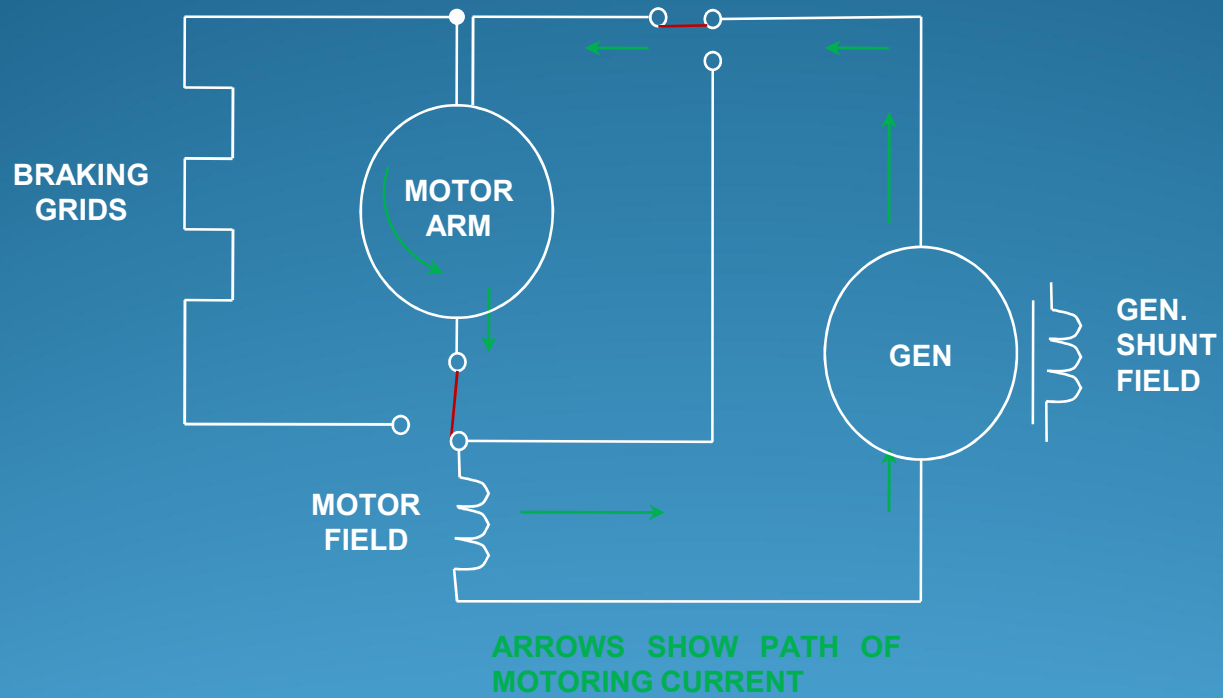 BRAKING
GRIDS
MOTOR
ARM
GEN
GEN.
SHUNT
FIELD
MOTOR
FIELD
ARROWS SHOW PATH OF
MOTORING CURRENT